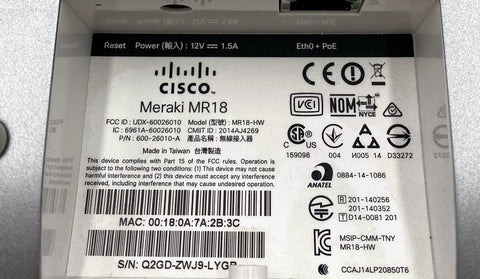 Reset Power (輸入) : 12V ⎓ 1.5A Eth0 + PoE
CISCO
Meraki MR18
FCC ID : UDX-60026010 Model (型號) : MR18-HW
IC : 6961A-60026010 CMIIT ID : 2014AJ4269
P/N : 600-26010-A 產品名稱 : 無線網橋
Made in Taiwan 台灣製造
This device complies with Part 15 of the FCC rules. Operation is
subject to the following two conditions: (1) This device may not cause
harmful interference and (2) this device must accept any interference
received, including interference that may cause undesired operation.
MAC: 00:18:0A:7A:2B:3C
S/N: Q2GD-ZWJ9-LYGB
CE
VCCI NOM
NYCE
C US
159098 004 14 D33272
ANATEL 0884-14-1086
R 201-140256
201-140352
T D14-0081 201
MSIP-CMM-TNY
MR18-HW
CCAJ14LP20850T6